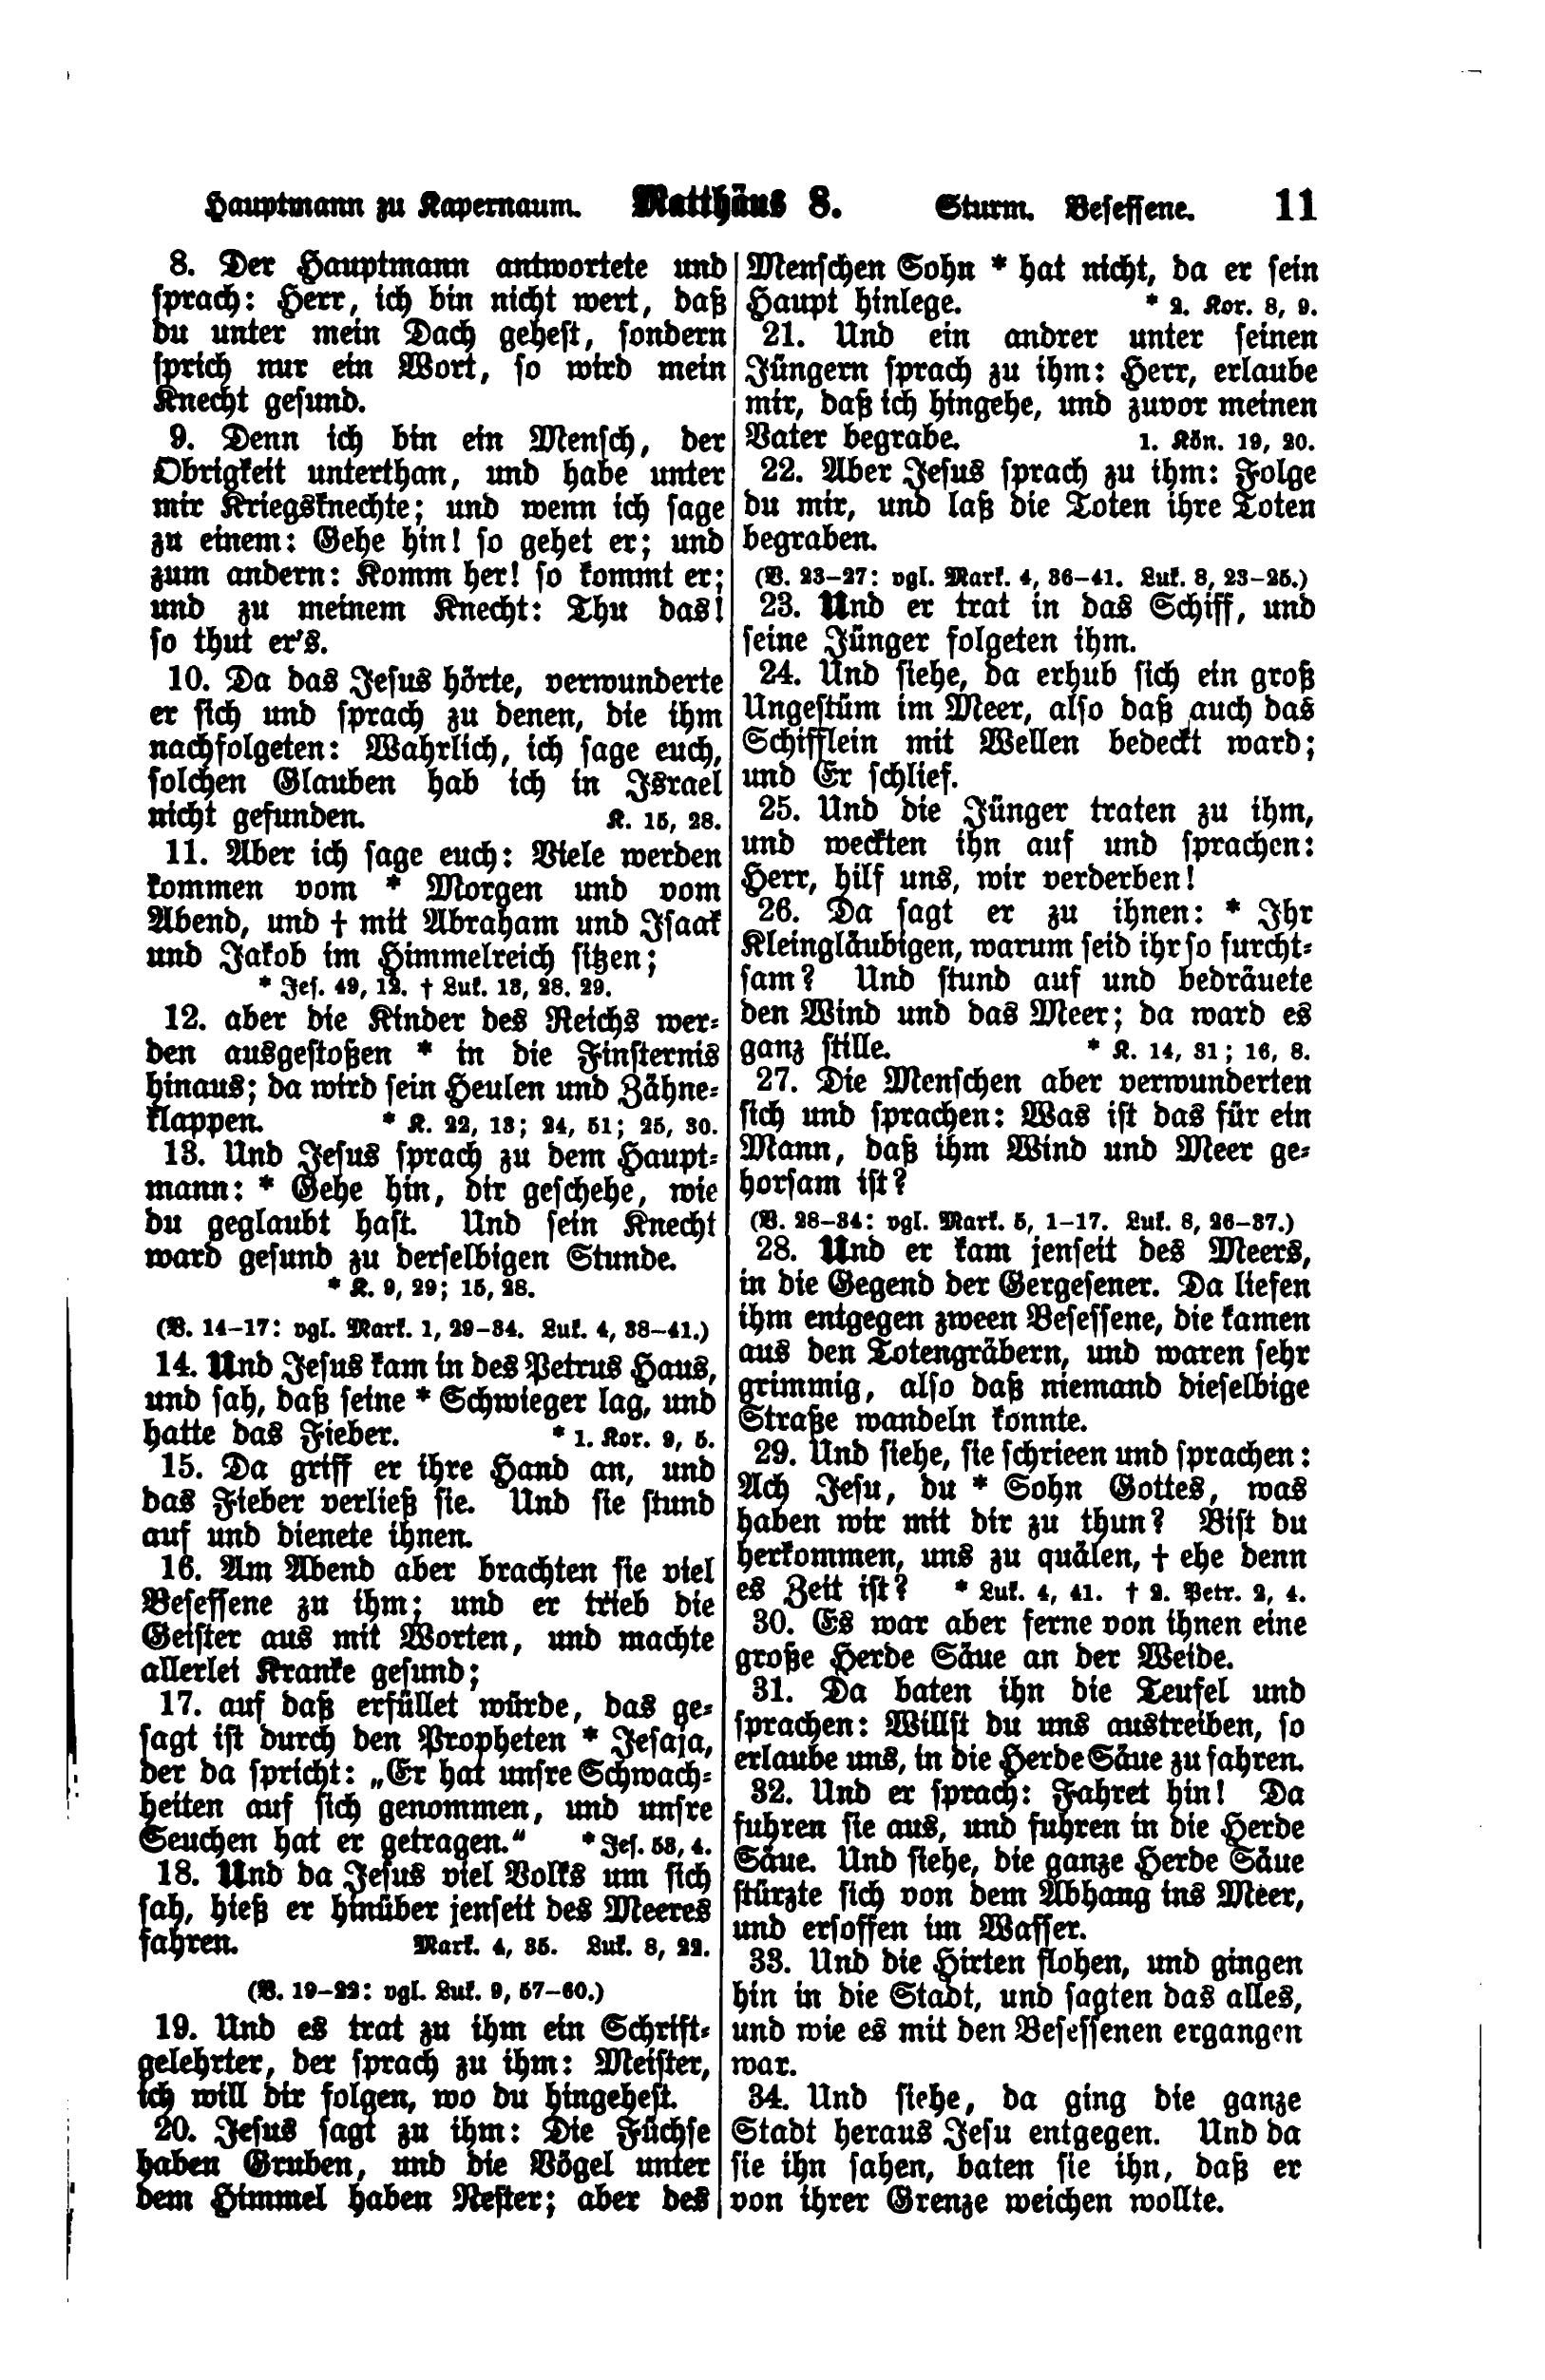 Hauptmann zu Kapernaum. Matthäus 8. Sturm. Besessene. 11
8. Der Hauptmann antwortete und
sprach: Herr, ich bin nicht wert, daß
du unter mein Dach gehest, sondern
sprich nur ein Wort, so wird mein
Knecht gesund.
9. Denn ich bin ein Mensch, der
Obrigkeit unterthan, und habe unter
mir Kriegsknechte; und wenn ich sage
zu einem: Gehe hin! so gehet er; und
zum andern: Komm her! so kommt er;
und zu meinem Knecht: Thu das!
so thut er's.
10. Da das Jesus hörte, verwunderte
er sich und sprach zu denen, die ihm
nachfolgeten: Wahrlich, ich sage euch,
solchen Glauben hab ich in Israel
nicht gefunden. K. 15, 28.
11. Aber ich sage euch: Viele werden
kommen vom * Morgen und vom
Abend, und † mit Abraham und Isaak
und Jakob im Himmelreich sitzen;
* Jes. 49, 12. † Luk. 13, 28. 29.
12. aber die Kinder des Reichs wer-
den ausgestoßen * in die Finsternis
hinaus; da wird sein Heulen und Zähne-
klappen. * K. 22, 13; 24, 51; 25, 30.
13. Und Jesus sprach zu dem Haupt-
mann: * Gehe hin, dir geschehe, wie
du geglaubt hast. Und sein Knecht
ward gesund zu derselbigen Stunde.
* K. 9, 29; 15, 28.
(V. 14–17: vgl. Mark. 1, 29–34. Luk. 4, 38–41.)
14. Und Jesus kam in des Petrus Haus,
und sah, daß seine * Schwieger lag, und
hatte das Fieber. * 1. Kor. 9, 5.
15. Da griff er ihre Hand an, und
das Fieber verließ sie. Und sie stund
auf und dienete ihnen.
16. Am Abend aber brachten sie viel
Besessene zu ihm; und er trieb die
Geister aus mit Worten, und machte
allerlei Kranke gesund;
17. auf daß erfüllet würde, das ge-
sagt ist durch den Propheten * Jesaja,
der da spricht: „Er hat unsre Schwach-
heiten auf sich genommen, und unsre
Seuchen hat er getragen.“ * Jes. 53, 4.
18. Und da Jesus viel Volks um sich
sah, hieß er hinüber jenseit des Meeres
fahren. Mark. 4, 35. Luk. 8, 22.
(V. 19–22: vgl. Luk. 9, 57–60.)
19. Und es trat zu ihm ein Schrift-
gelehrter, der sprach zu ihm: Meister,
ich will dir folgen, wo du hingehest.
20. Jesus sagt zu ihm: Die Füchse
haben Gruben, und die Vögel unter
dem Himmel haben Nester; aber des
Menschen Sohn * hat nicht, da er sein
Haupt hinlege. * 2. Kor. 8, 9.
21. Und ein andrer unter seinen
Jüngern sprach zu ihm: Herr, erlaube
mir, daß ich hingehe, und zuvor meinen
Vater begrabe. 1. Kön. 19, 20.
22. Aber Jesus sprach zu ihm: Folge
du mir, und laß die Toten ihre Toten
begraben.
(V. 23–27: vgl. Mark. 4, 36–41. Luk. 8, 23–25.)
23. Und er trat in das Schiff, und
seine Jünger folgeten ihm.
24. Und siehe, da erhub sich ein groß
Ungestüm im Meer, also daß auch das
Schifflein mit Wellen bedeckt ward;
und Er schlief.
25. Und die Jünger traten zu ihm,
und weckten ihn auf und sprachen:
Herr, hilf uns, wir verderben!
26. Da sagt er zu ihnen: * Ihr
Kleingläubigen, warum seid ihr so furcht-
sam? Und stund auf und bedräuete
den Wind und das Meer; da ward es
ganz stille. * K. 14, 31; 16, 8.
27. Die Menschen aber verwunderten
sich und sprachen: Was ist das für ein
Mann, daß ihm Wind und Meer ge-
horsam ist?
(V. 28–34: vgl. Mark. 5, 1–17. Luk. 8, 26–37.)
28. Und er kam jenseit des Meers,
in die Gegend der Gergesener. Da liefen
ihm entgegen zween Besessene, die kamen
aus den Totengräbern, und waren sehr
grimmig, also daß niemand dieselbige
Straße wandeln konnte.
29. Und siehe, sie schrieen und sprachen:
Ach Jesu, du * Sohn Gottes, was
haben wir mit dir zu thun? Bist du
herkommen, uns zu quälen, † ehe denn
es Zeit ist? * Luk. 4, 41. † 2. Petr. 2, 4.
30. Es war aber ferne von ihnen eine
große Herde Säue an der Weide.
31. Da baten ihn die Teufel und
sprachen: Willst du uns austreiben, so
erlaube uns, in die Herde Säue zu fahren.
32. Und er sprach: Fahret hin! Da
fuhren sie aus, und fuhren in die Herde
Säue. Und siehe, die ganze Herde Säue
stürzte sich von dem Abhang ins Meer,
und ersoffen im Wasser.
33. Und die Hirten flohen, und gingen
hin in die Stadt, und sagten das alles,
und wie es mit den Besessenen ergangen
war.
34. Und siehe, da ging die ganze
Stadt heraus Jesu entgegen. Und da
sie ihn sahen, baten sie ihn, daß er
von ihrer Grenze weichen wollte.